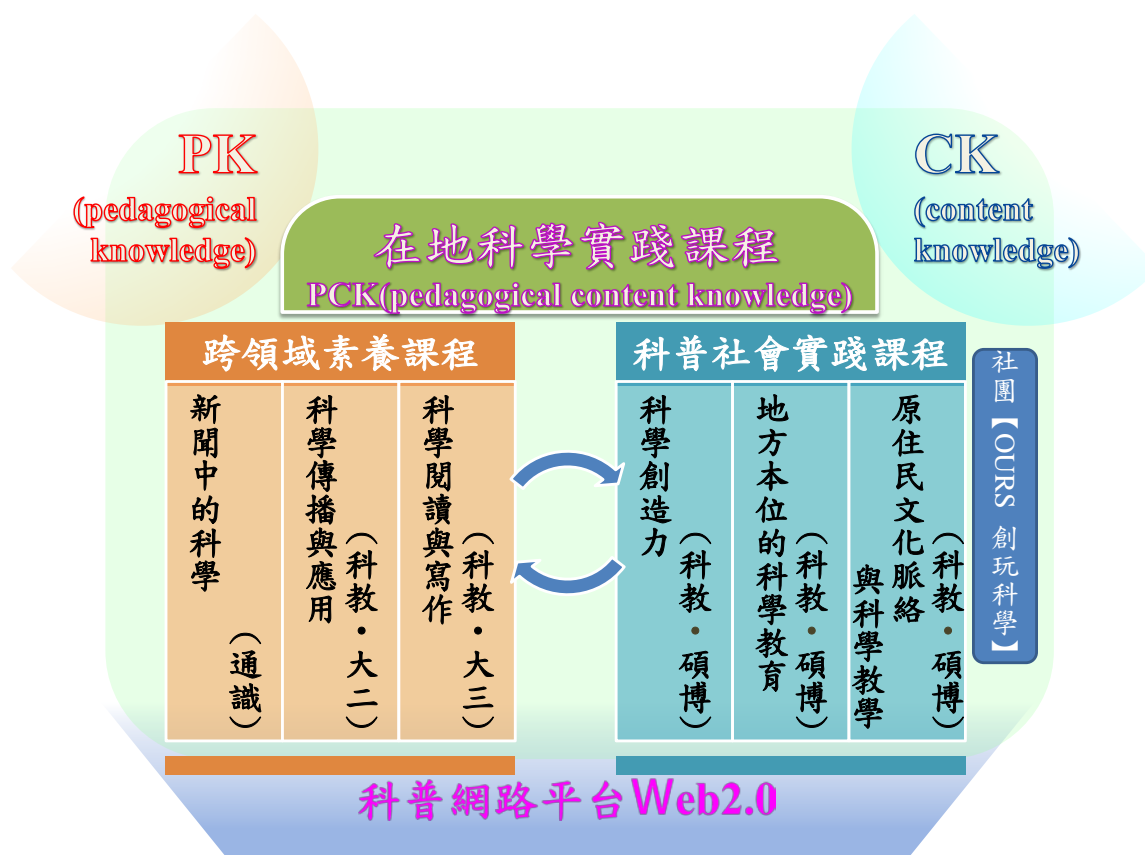 PK
(pedagogical
knowledge)
CK
(content
knowledge)
在地科學實踐課程
PCK(pedagogical content knowledge)
跨領域素養課程
新聞中的科學
（通識）
科學傳播與應用
（科教・大二）
科學閱讀與寫作
（科教・大三）
科普社會實踐課程
科學創造力
（科教・碩博）
地方本位的科學教育
（科教・碩博）
原住民文化脈絡
與科學教學
（科教・碩博）
社團【OURS 創玩科學】
科普網路平台Web2.0